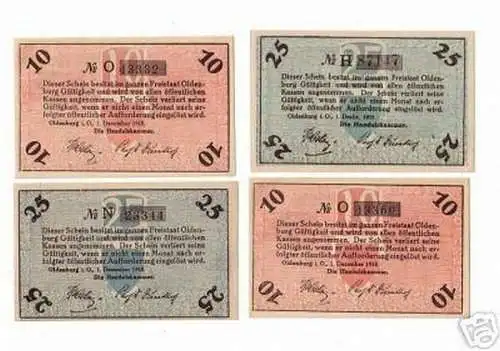 10 10
№ O 13332
Dieser Schein besitzt im ganzen Freistaat Olden-
burg Gültigkeit und wird von allen öffentlichen
Kassen angenommen. Der Schein verliert seine
Gültigkeit, wenn er nicht einen Monat nach er-
folgter öffentlicher Aufforderung eingelöst wird.
Oldenburg i. O., 1. Dezember 1918.
Die Handelskammer.
10 10
25 25
№ H 87147
Dieser Schein besitzt im ganzen Freistaat Olden-
burg Gültigkeit und wird von allen öffentlichen
Kassen angenommen. Der Schein verliert seine
Gültigkeit, wenn er nicht einen Monat nach er-
folgter öffentlicher Aufforderung eingelöst wird.
Oldenburg i. O., 1. Dezbr. 1918.
Die Handelskammer.
25 25
25 25
№ N 23344
Dieser Schein besitzt im ganzen Freistaat Olden-
burg Gültigkeit und wird von allen öffentlichen
Kassen angenommen. Der Schein verliert seine
Gültigkeit, wenn er nicht einen Monat nach er-
folgter öffentlicher Aufforderung eingelöst wird.
Oldenburg i. O., 1. Dezember 1918.
Die Handelskammer.
25 25
10 10
№ O
Dieser Schein besitzt im ganzen Freistaat Olden-
burg Gültigkeit und wird von allen öffentlichen
Kassen angenommen. Der Schein verliert seine
Gültigkeit, wenn er nicht einen Monat nach er-
folgter öffentlicher Aufforderung eingelöst wird.
Oldenburg i. O., 1. Dezember 1918.
Die Handelskammer.
10 10
ebay